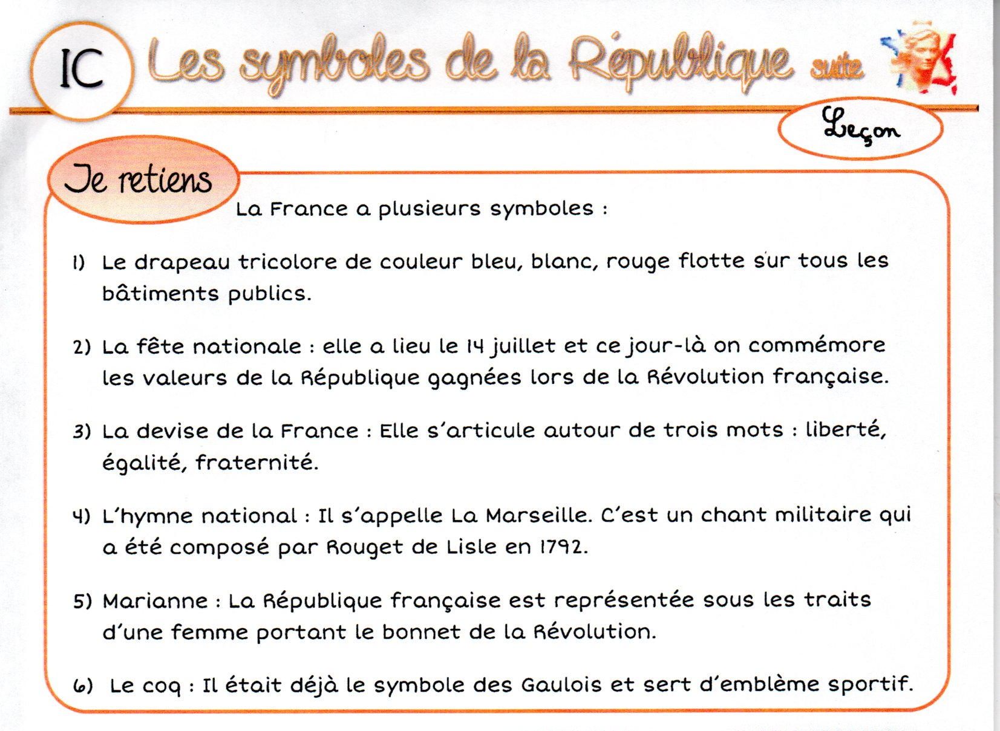 IC
Les symboles de la République suite
Leçon
Je retiens
La France a plusieurs symboles :
1) Le drapeau tricolore de couleur bleu, blanc, rouge flotte sur tous les
bâtiments publics.
2) La fête nationale : elle a lieu le 14 juillet et ce jour-là on commémore
les valeurs de la République gagnées lors de la Révolution française.
3) La devise de la France : Elle s'articule autour de trois mots : liberté,
égalité, fraternité.
4) L'hymne national : Il s'appelle La Marseille. C'est un chant militaire qui
a été composé par Rouget de Lisle en 1792.
5) Marianne : La République française est représentée sous les traits
d'une femme portant le bonnet de la Révolution.
6) Le coq : Il était déjà le symbole des Gaulois et sert d'emblème sportif.